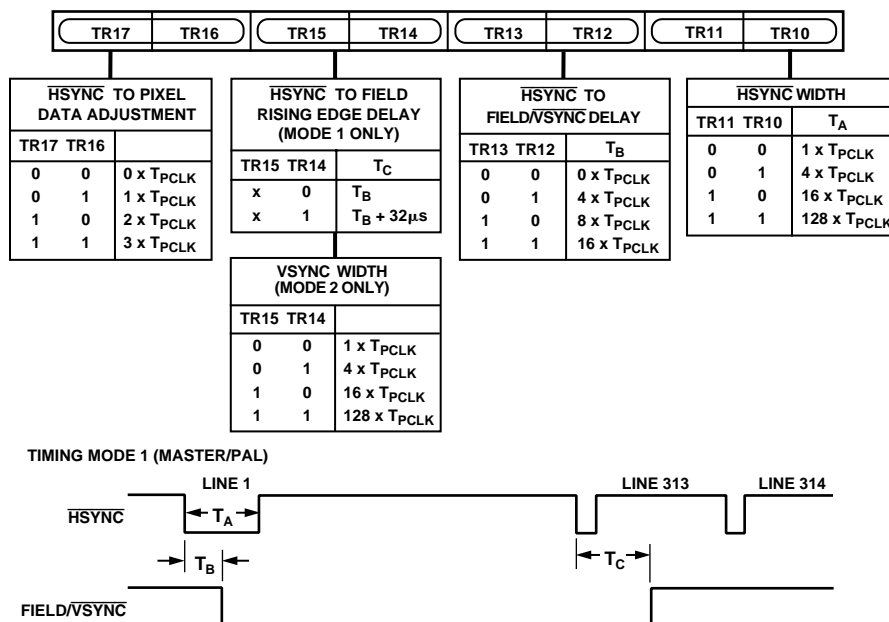 TR17 TR16 TR15 TR14 TR13 TR12 TR11 TR10
HSYNC TO PIXEL
DATA ADJUSTMENT
TR17 TR16
0 0 0 x TPCLK
0 1 1 x TPCLK
1 0 2 x TPCLK
1 1 3 x TPCLK
HSYNC TO FIELD
RISING EDGE DELAY
(MODE 1 ONLY)
TR15 TR14 TC
x 0 TB
x 1 TB + 32µs
VSYNC WIDTH
(MODE 2 ONLY)
TR15 TR14
0 0 1 x TPCLK
0 1 4 x TPCLK
1 0 16 x TPCLK
1 1 128 x TPCLK
HSYNC TO
FIELD/VSYNC DELAY
TR13 TR12 TB
0 0 0 x TPCLK
0 1 4 x TPCLK
1 0 8 x TPCLK
1 1 16 x TPCLK
HSYNC WIDTH
TR11 TR10 TA
0 0 1 x TPCLK
0 1 4 x TPCLK
1 0 16 x TPCLK
1 1 128 x TPCLK
TIMING MODE 1 (MASTER/PAL)
LINE 1 LINE 313 LINE 314
HSYNC TA
TB TC
FIELD/VSYNC